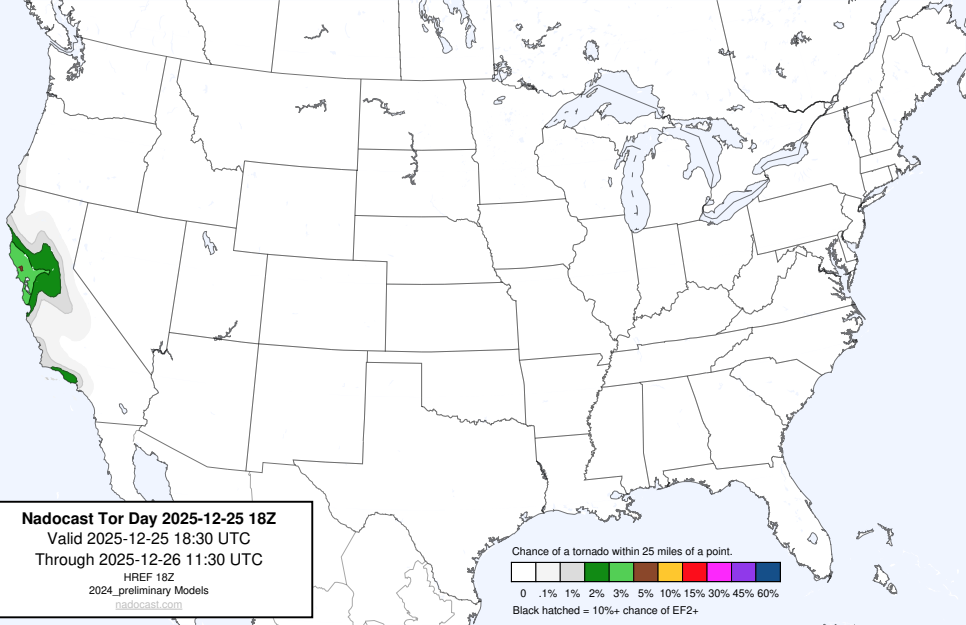 Nadocast Tor Day 2025-12-25 18Z
Valid 2025-12-25 18:30 UTC
Through 2025-12-26 11:30 UTC
HREF 18Z
2024_preliminary Models
nadocast.com
Chance of a tornado within 25 miles of a point.
0 .1% 1% 2% 3% 5% 10% 15% 30% 45% 60%
Black hatched = 10%+ chance of EF2+